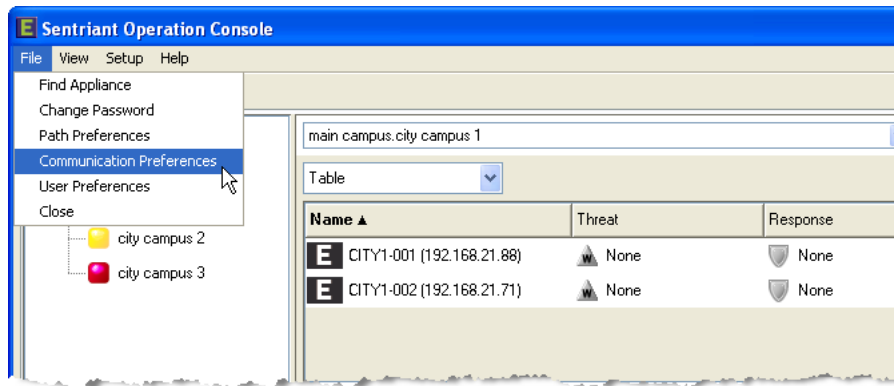 E Sentriant Operation Console
File View Setup Help
Find Appliance
Change Password
Path Preferences
Communication Preferences
User Preferences
Close
city campus 2
city campus 3
main campus.city campus 1
Table
Name Threat Response
E CITY1-001 (192.168.21.88) W None None
E CITY1-002 (192.168.21.71) W None None